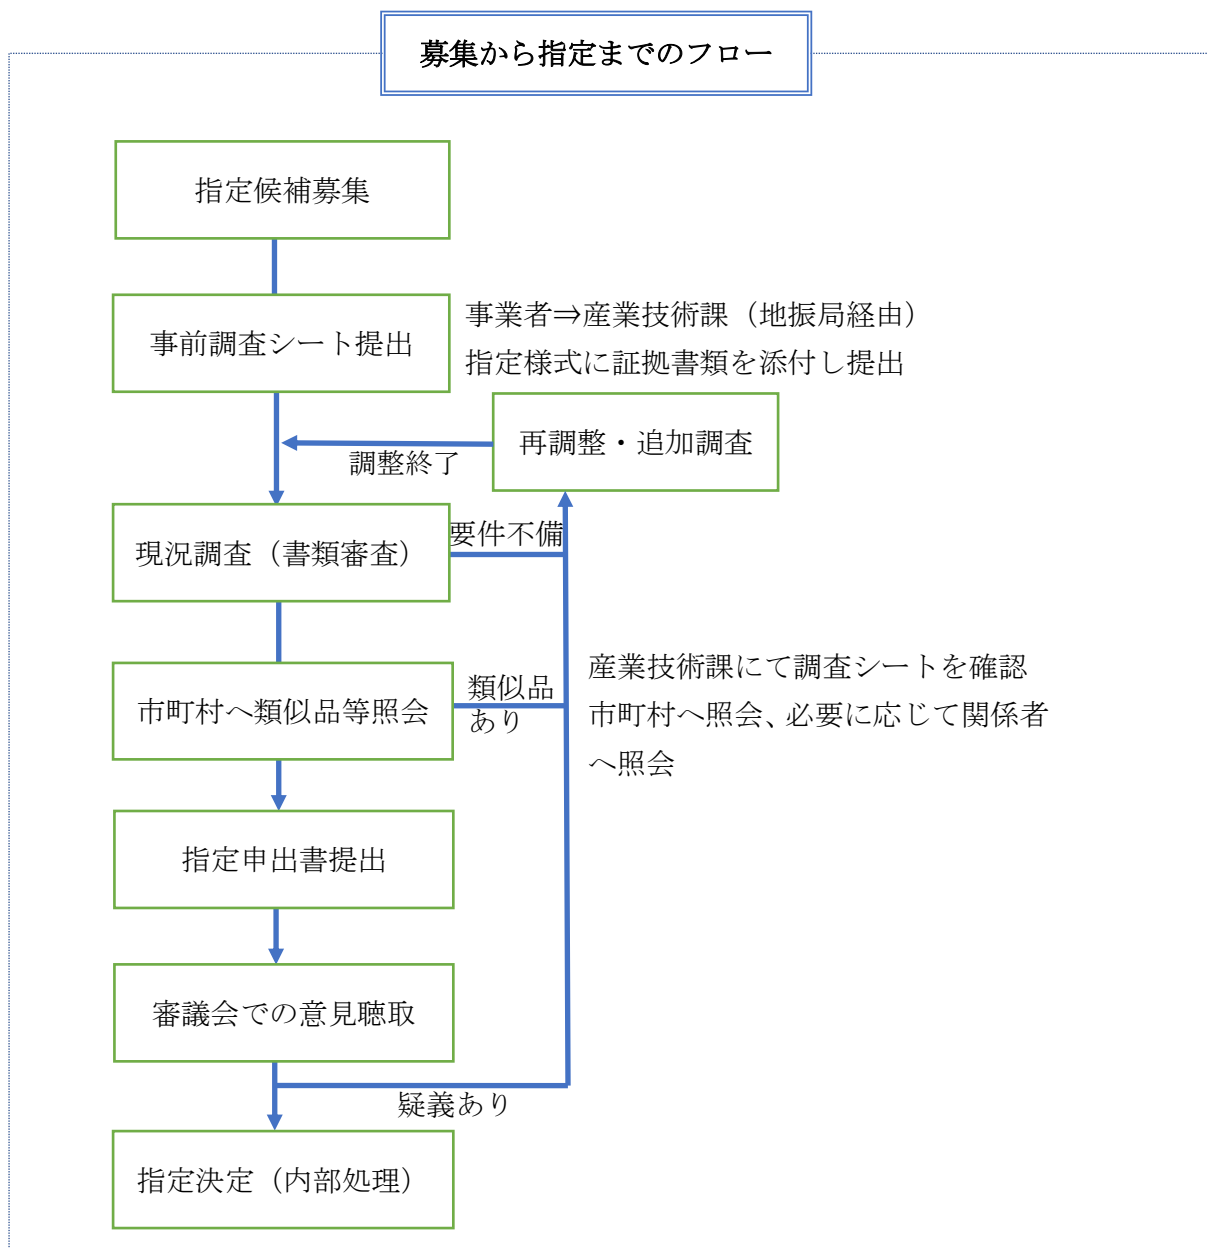 募集から指定までのフロー
指定候補募集
事前調査シート提出
事業者⇒産業技術課（地振局経由）
指定様式に証拠書類を添付し提出
再調整・追加調査
調整終了
現況調査（書類審査）
要件不備
市町村へ類似品等照会
類似品
あり
産業技術課にて調査シートを確認
市町村へ照会、必要に応じて関係者
へ照会
指定申出書提出
審議会での意見聴取
疑義あり
指定決定（内部処理）